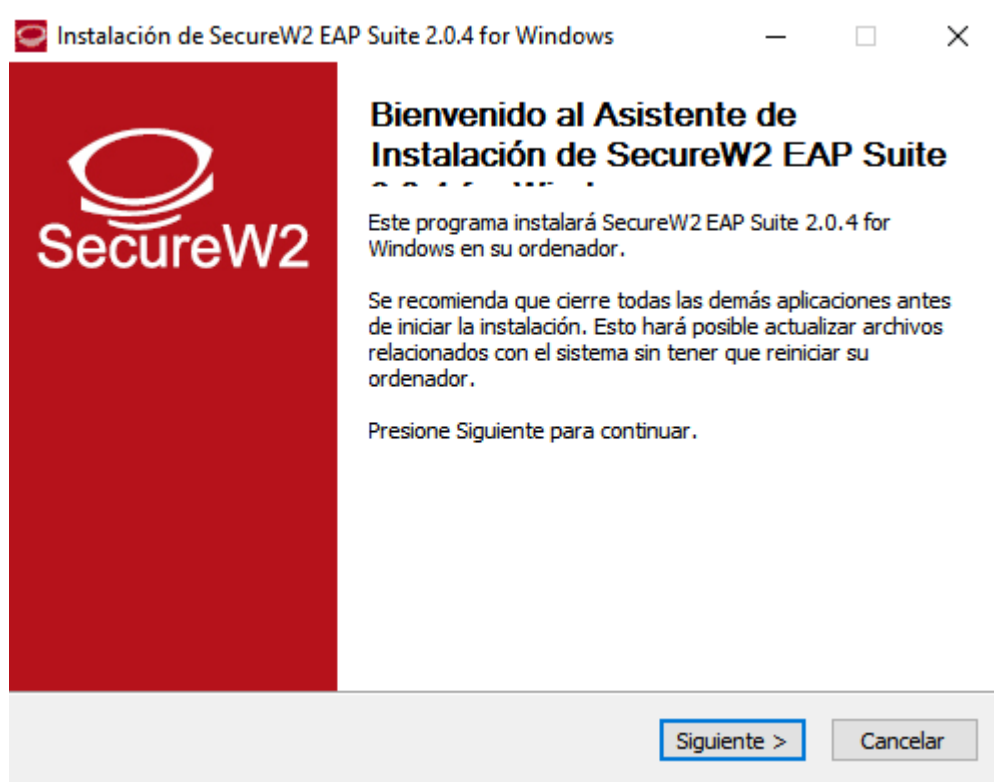 Instalación de SecureW2 EAP Suite 2.0.4 for Windows
SecureW2
Bienvenido al Asistente de
Instalación de SecureW2 EAP Suite
Este programa instalará SecureW2 EAP Suite 2.0.4 for
Windows en su ordenador.
Se recomienda que cierre todas las demás aplicaciones antes
de iniciar la instalación. Esto hará posible actualizar archivos
relacionados con el sistema sin tener que reiniciar su
ordenador.
Presione Siguiente para continuar.
Siguiente >
Cancelar